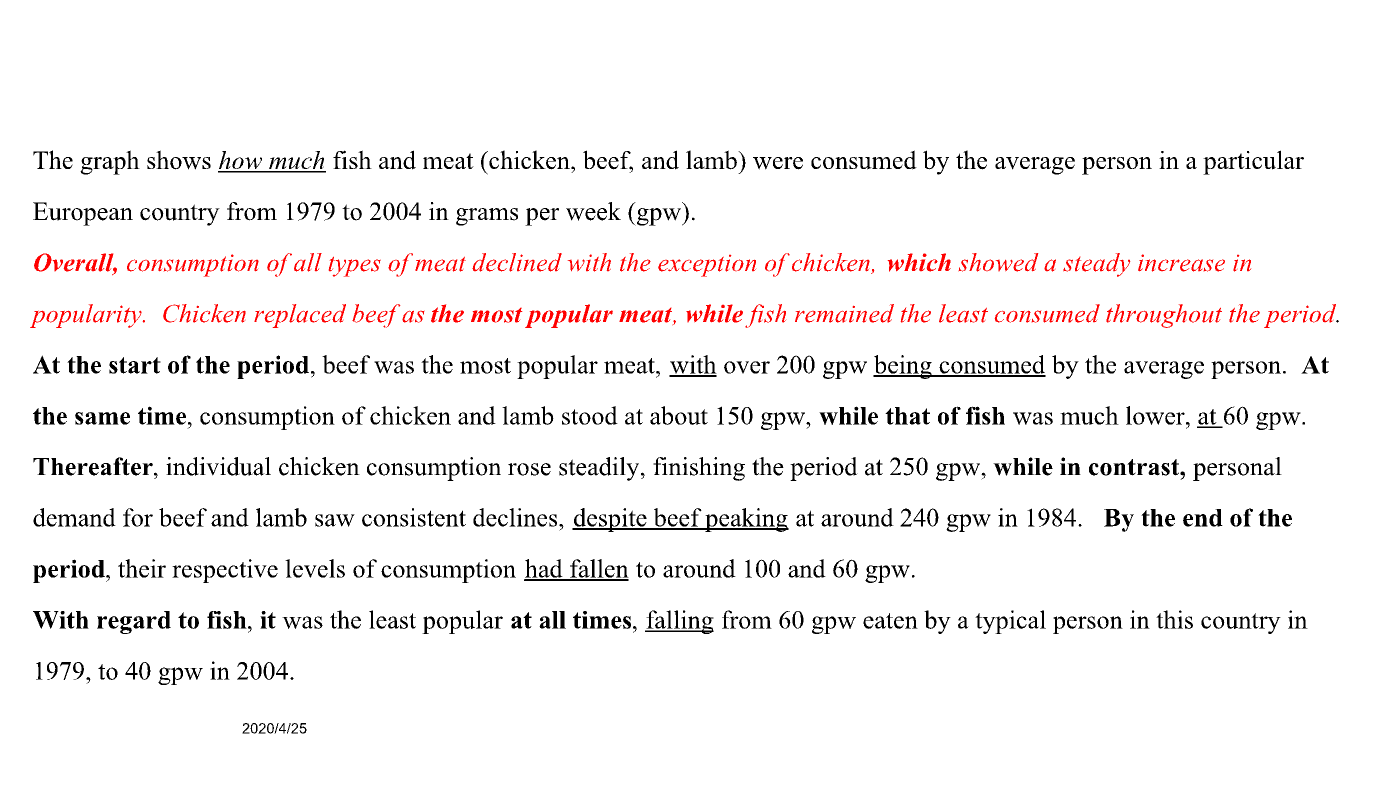 The graph shows how much fish and meat (chicken, beef, and lamb) were consumed by the average person in a particular
European country from 1979 to 2004 in grams per week (gpw).
Overall, consumption of all types of meat declined with the exception of chicken, which showed a steady increase in
popularity. Chicken replaced beef as the most popular meat, while fish remained the least consumed throughout the period.
At the start of the period, beef was the most popular meat, with over 200 gpw being consumed by the average person. At
the same time, consumption of chicken and lamb stood at about 150 gpw, while that of fish was much lower, at 60 gpw.
Thereafter, individual chicken consumption rose steadily, finishing the period at 250 gpw, while in contrast, personal
demand for beef and lamb saw consistent declines, despite beef peaking at around 240 gpw in 1984. By the end of the
period, their respective levels of consumption had fallen to around 100 and 60 gpw.
With regard to fish, it was the least popular at all times, falling from 60 gpw eaten by a typical person in this country in
1979, to 40 gpw in 2004.
2020/4/25